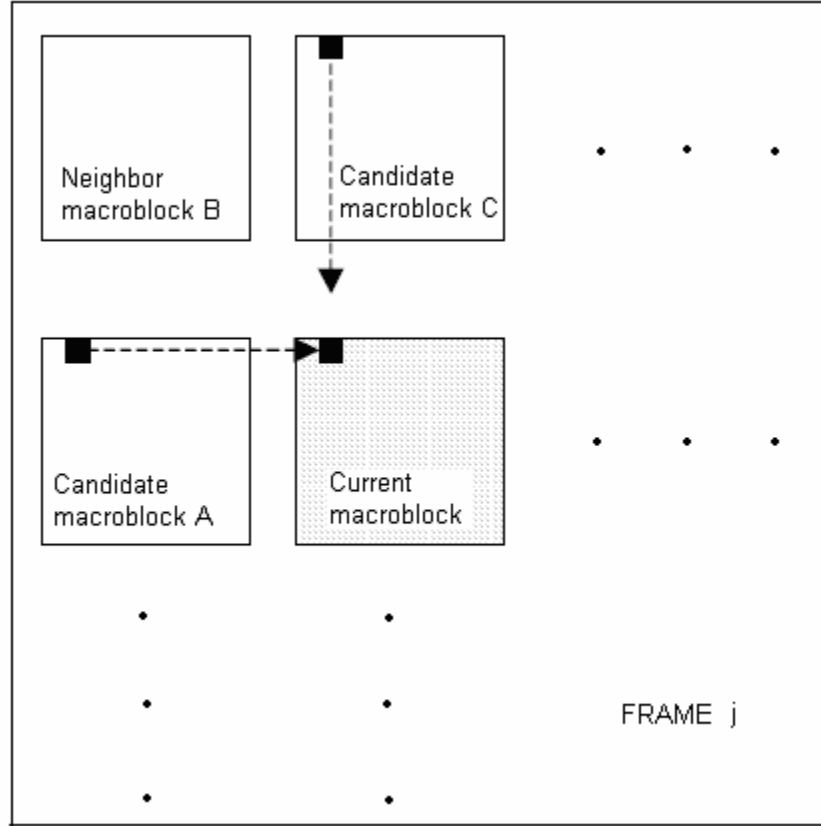 Neighbor
macroblock B
Candidate
macroblock C
Candidate
macroblock A
Current
macroblock
FRAME j